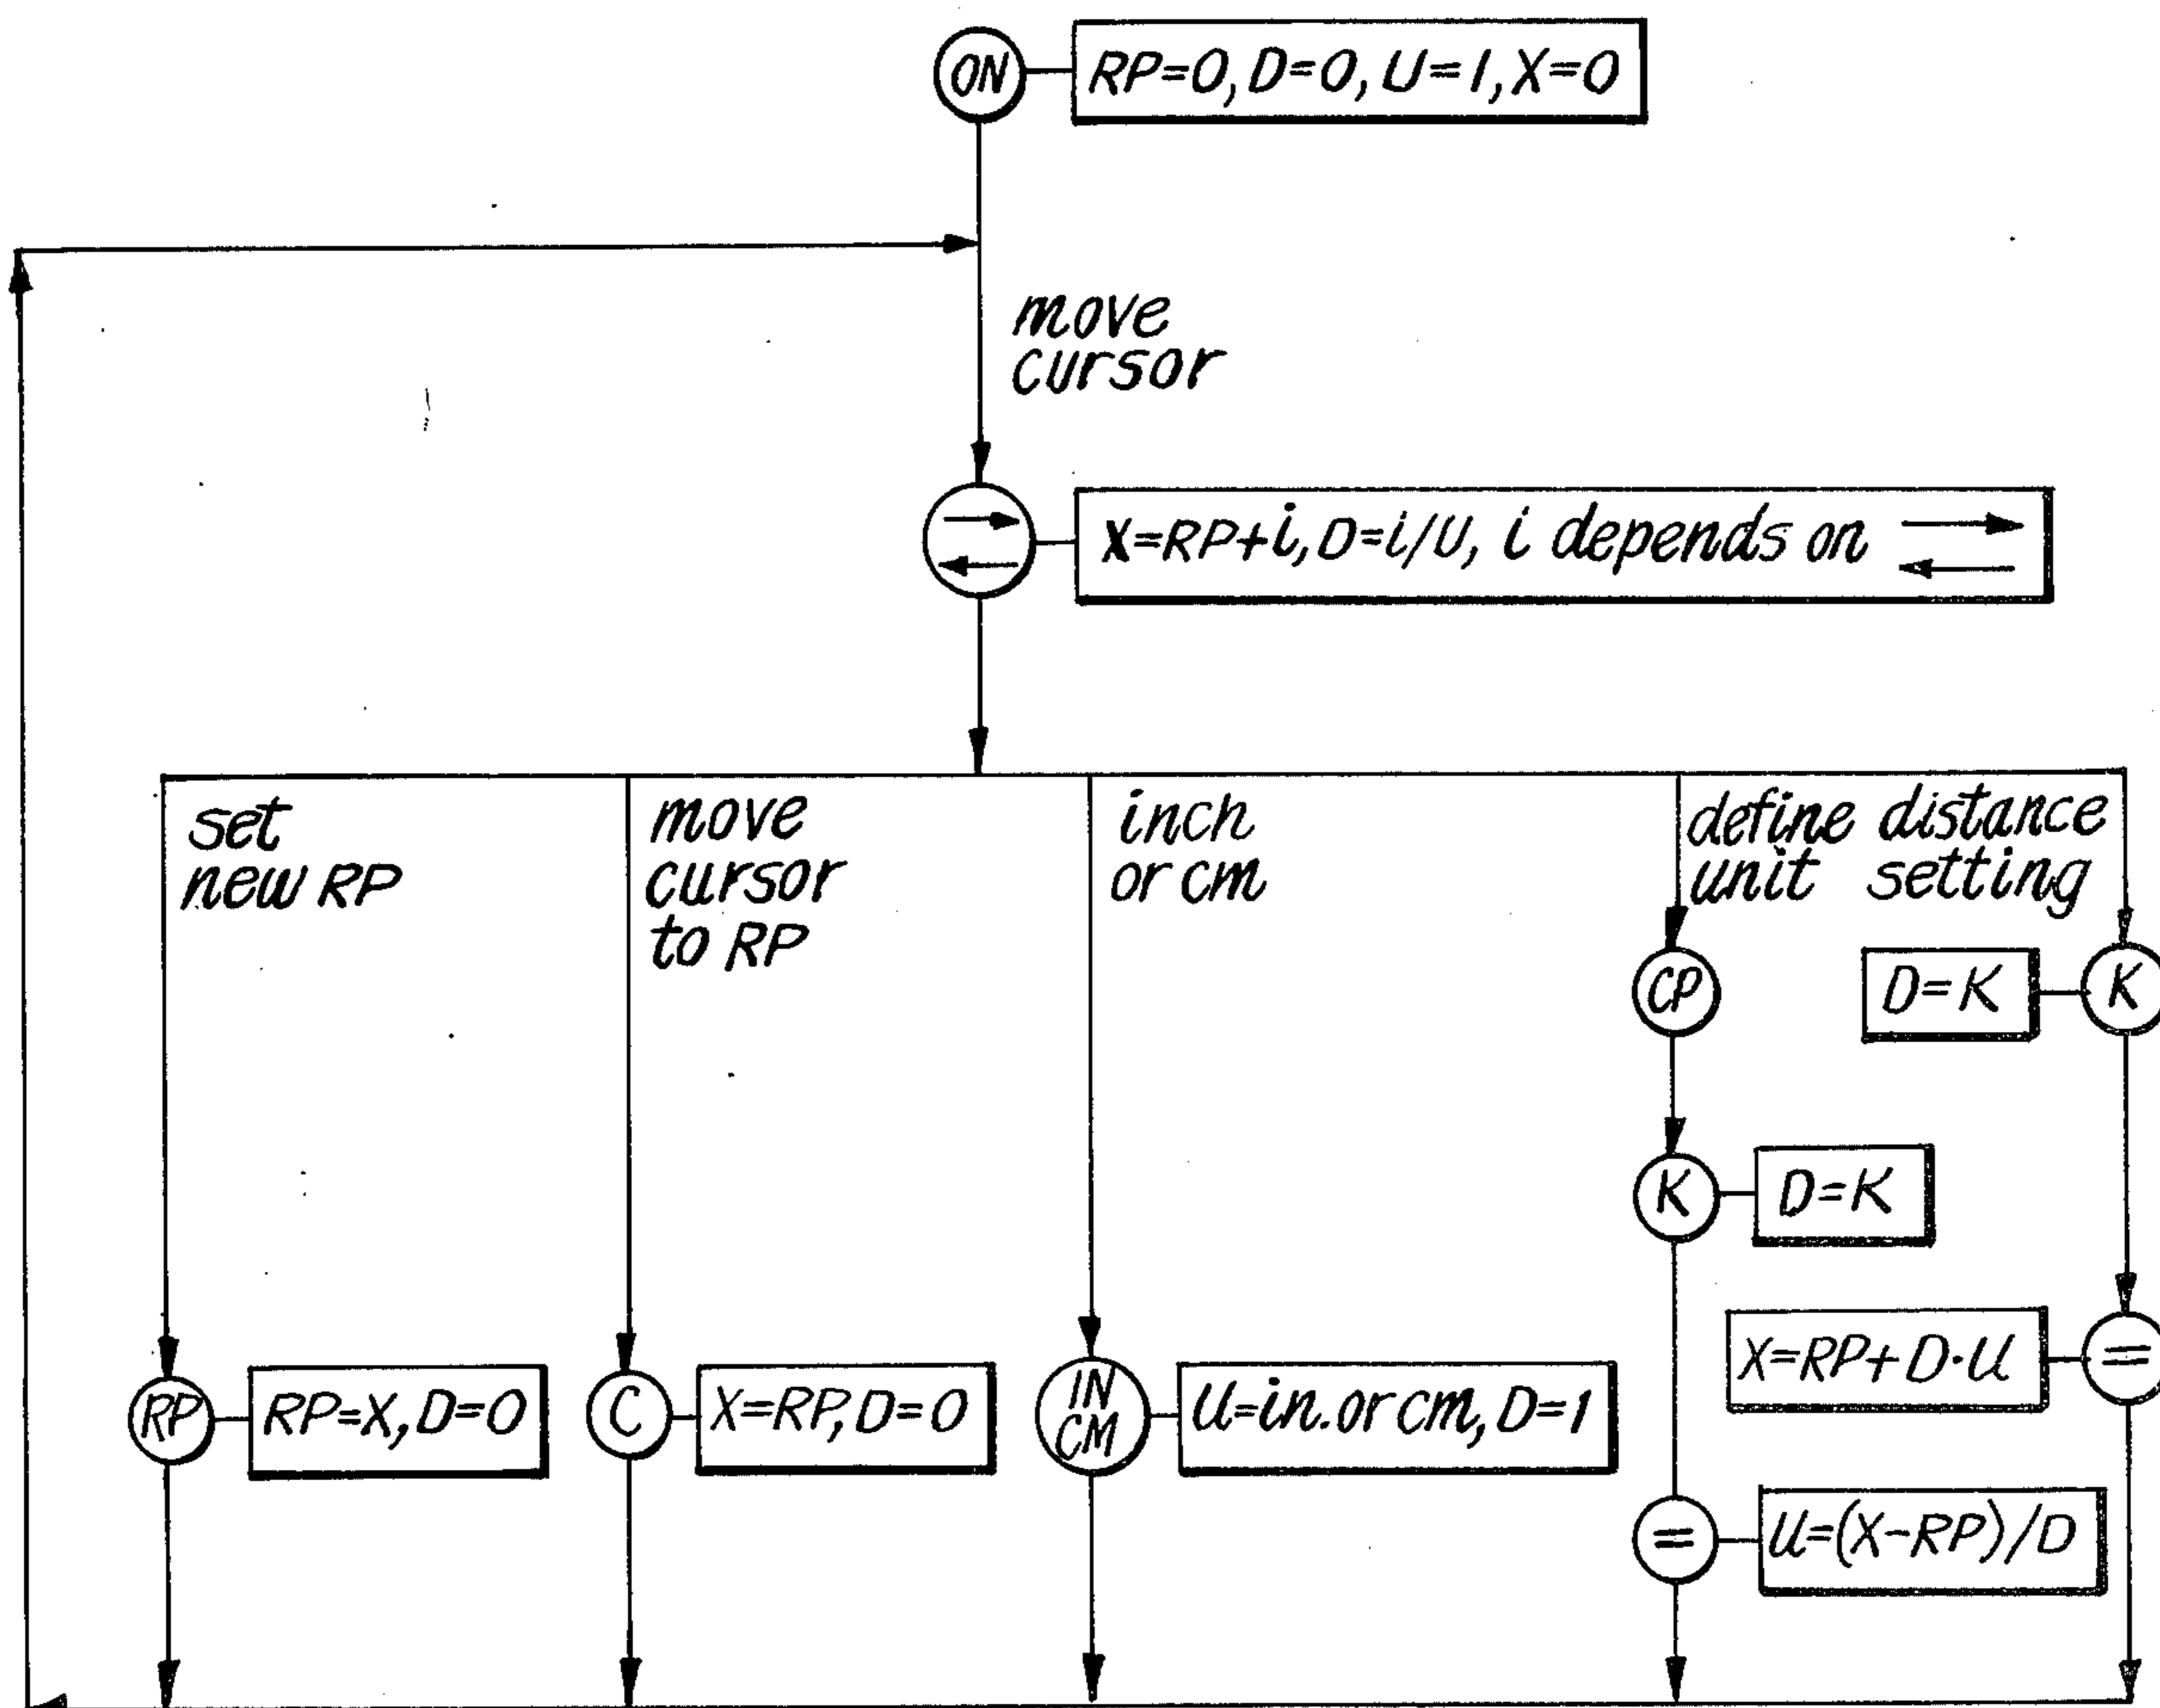 ON
RP=0, D=0, U=1, X=0
move
cursor
X=RP+i, D=i/U, i depends on
set
new RP
move
cursor
to RP
inch
or cm
define
unit
distance
setting
CP
D=K
K
K
D=K
X=RP+D·U
=
RP
RP=X, D=0
C
X=RP, D=0
IN
CM
U=in. or cm, D=1
=
U=(X-RP)/D